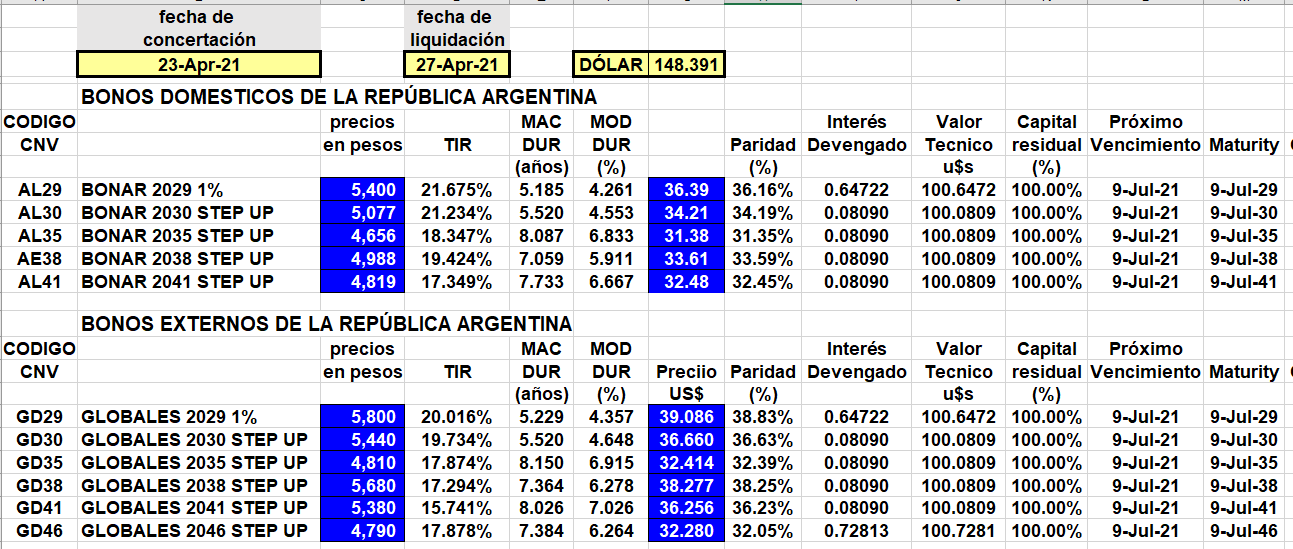 fecha de fecha de
concertación liquidación
23-Apr-21 27-Apr-21 DÓLAR 148.391
BONOS DOMESTICOS DE LA REPÚBLICA ARGENTINA
CODIGO precios MAC MOD Interés Valor Capital Próximo
CNV en pesos TIR DUR DUR Paridad Devengado Tecnico residual Vencimiento Maturity
(años) (%) (%) u$s (%)
AL29 BONAR 2029 1% 5,400 21.675% 5.185 4.261 36.39 36.16% 0.64722 100.6472 100.00% 9-Jul-21 9-Jul-29
AL30 BONAR 2030 STEP UP 5,077 21.234% 5.520 4.553 34.21 34.19% 0.08090 100.0809 100.00% 9-Jul-21 9-Jul-30
AL35 BONAR 2035 STEP UP 4,656 18.347% 8.087 6.833 31.38 31.35% 0.08090 100.0809 100.00% 9-Jul-21 9-Jul-35
AE38 BONAR 2038 STEP UP 4,988 19.424% 7.059 5.911 33.61 33.59% 0.08090 100.0809 100.00% 9-Jul-21 9-Jul-38
AL41 BONAR 2041 STEP UP 4,819 17.349% 7.733 6.667 32.48 32.45% 0.08090 100.0809 100.00% 9-Jul-21 9-Jul-41
BONOS EXTERNOS DE LA REPÚBLICA ARGENTINA
CODIGO precios MAC MOD Interés Valor Capital Próximo
CNV en pesos TIR DUR DUR Preciio Paridad Devengado Tecnico residual Vencimiento Maturity
(años) (%) US$ (%) u$s (%)
GD29 GLOBALES 2029 1% 5,800 20.016% 5.229 4.357 39.086 38.83% 0.64722 100.6472 100.00% 9-Jul-21 9-Jul-29
GD30 GLOBALES 2030 STEP UP 5,440 19.734% 5.520 4.648 36.660 36.63% 0.08090 100.0809 100.00% 9-Jul-21 9-Jul-30
GD35 GLOBALES 2035 STEP UP 4,810 17.874% 8.150 6.915 32.414 32.39% 0.08090 100.0809 100.00% 9-Jul-21 9-Jul-35
GD38 GLOBALES 2038 STEP UP 5,680 17.294% 7.364 6.278 38.277 38.25% 0.08090 100.0809 100.00% 9-Jul-21 9-Jul-38
GD41 GLOBALES 2041 STEP UP 5,380 15.741% 8.026 7.026 36.256 36.23% 0.08090 100.0809 100.00% 9-Jul-21 9-Jul-41
GD46 GLOBALES 2046 STEP UP 4,790 17.878% 7.384 6.264 32.280 32.05% 0.72813 100.7281 100.00% 9-Jul-21 9-Jul-46